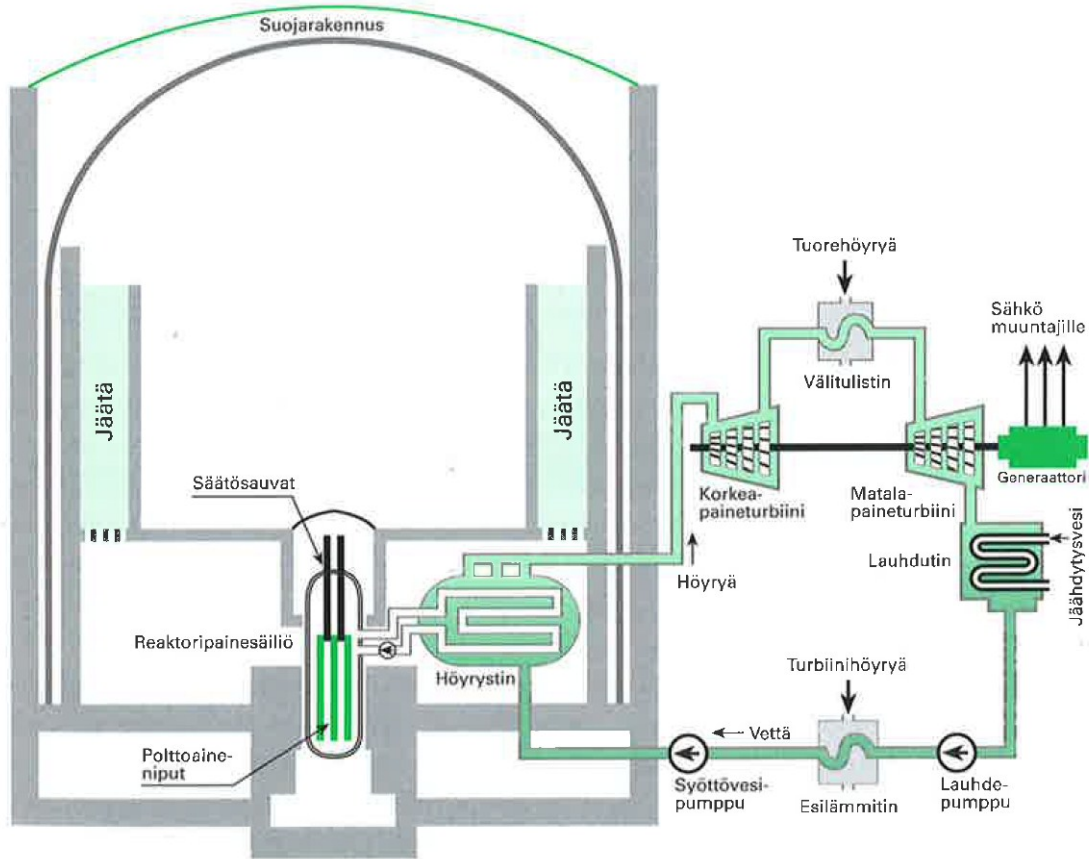 Suojarakennus
Tuorehöyryä
Sähkö
muuntajille
Välitulistin
Jäätä
Jäätä
Säätösauvat
Korkea-
paineturbiini
Matala-
paineturbiini
Generaattori
Lauhdutin
Jäähdytysvesi
Höyryä
Reaktoripainesäiliö
Höyrystin
Turbiinihöyryä
Vettä
Polttoaine-
niput
Syöttövesi-
pumppu
Esilämmitin
Lauhde-
pumppu